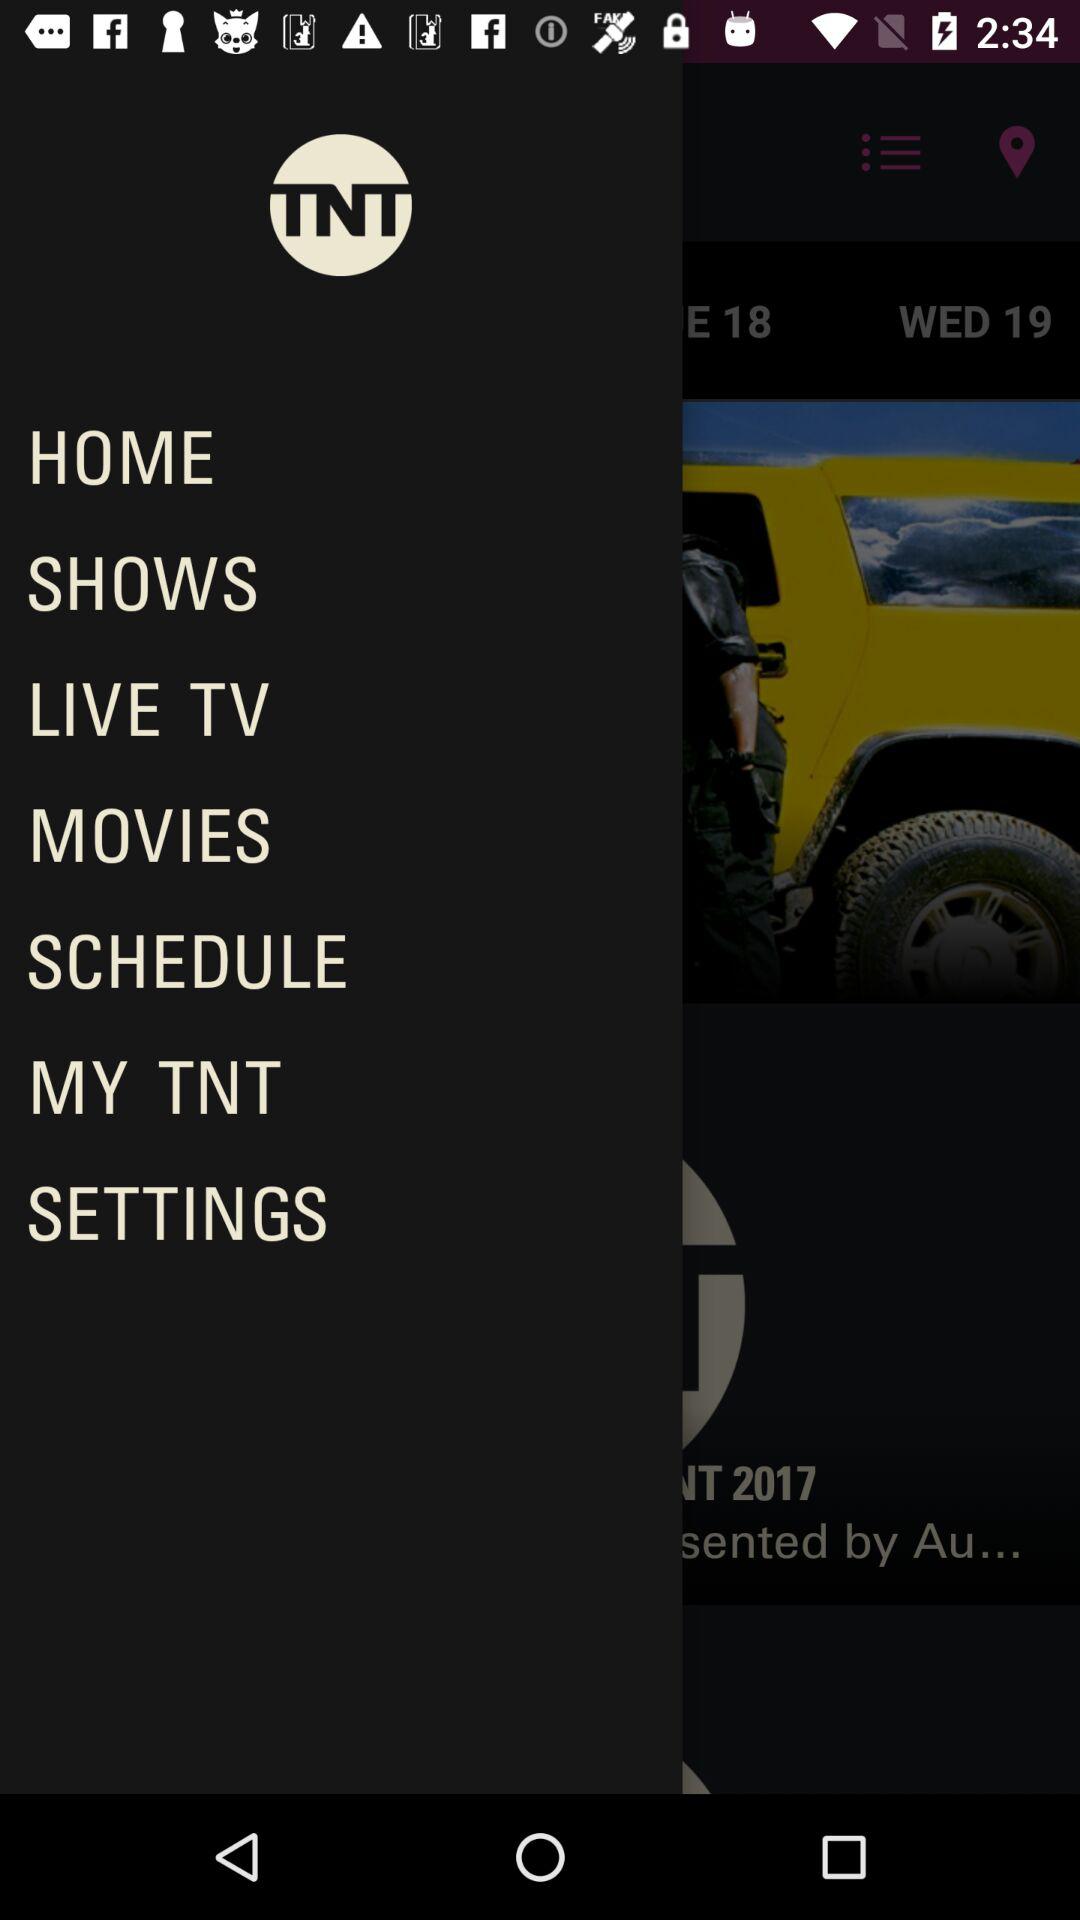 FAKE
2:34
TNT
E 18
WED 19
HOME
SHOWS
LIVE TV
MOVIES
SCHEDULE
MY TNT
SETTINGS
NT 2017
sented by Au...